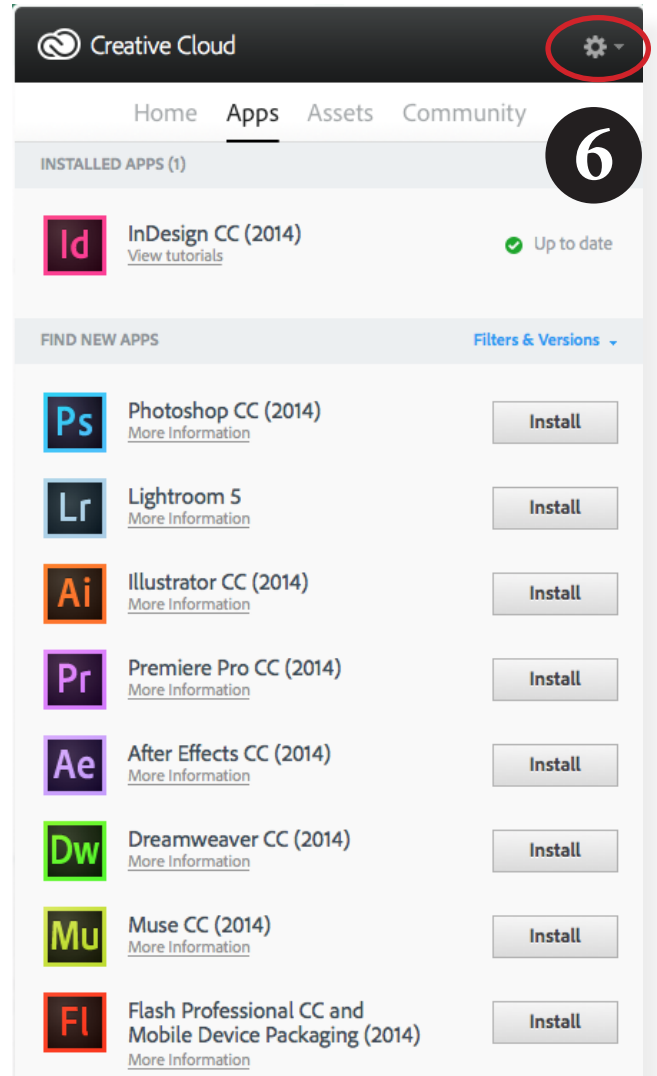 Creative Cloud
Home Apps Assets Community
6
INSTALLED APPS (1)
Id
InDesign CC (2014)
View tutorials
Up to date
FIND NEW APPS
Filters & Versions
Ps
Photoshop CC (2014)
More Information
Install
Lr
Lightroom 5
More Information
Install
Ai
Illustrator CC (2014)
More Information
Install
Pr
Premiere Pro CC (2014)
More Information
Install
Ae
After Effects CC (2014)
More Information
Install
Dw
Dreamweaver CC (2014)
More Information
Install
Mu
Muse CC (2014)
More Information
Install
Fl
Flash Professional CC and
Mobile Device Packaging (2014)
More Information
Install